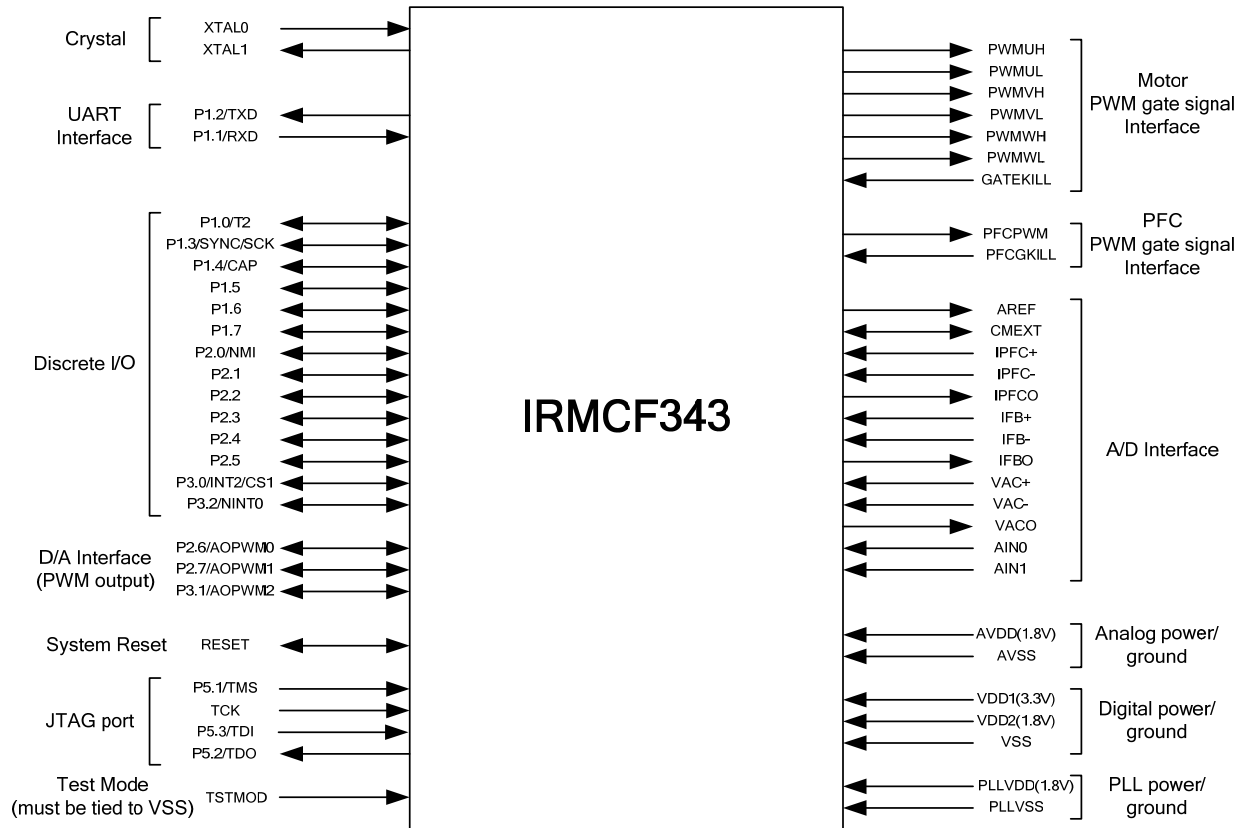 Crystal
XTAL0
XTAL1
UART
Interface
P1.2/TXD
P1.1/RXD
Discrete I/O
P1.0/T2
P1.3/SYNC/SCK
P1.4/CAP
P1.5
P1.6
P1.7
P2.0/NMI
P2.1
P2.2
P2.3
P2.4
P2.5
P3.0/INT2/CS1
P3.2/NINT0
D/A Interface
(PWM output)
P2.6/AOPWM0
P2.7/AOPWM1
P3.1/AOPWM2
System Reset
RESET
JTAG port
P5.1/TMS
TCK
P5.3/TDI
P5.2/TDO
Test Mode
(must be tied to VSS)
TSTMOD
IRMCF343
PWMUH
PWMUL
PWMVH
PWMVL
PWMWH
PWMWL
GATEKILL
Motor
PWM gate signal
Interface
PFCPWM
PFCGKILL
PFC
PWM gate signal
Interface
AREF
CMEXT
IPFC+
IPFC-
IPFCO
IFB+
IFB-
IFBO
VAC+
VAC-
VACO
AIN0
AIN1
A/D Interface
AVDD(1.8V)
AVSS
Analog power/
ground
VDD1(3.3V)
VDD2(1.8V)
VSS
Digital power/
ground
PLLVDD(1.8V)
PLLVSS
PLL power/
ground